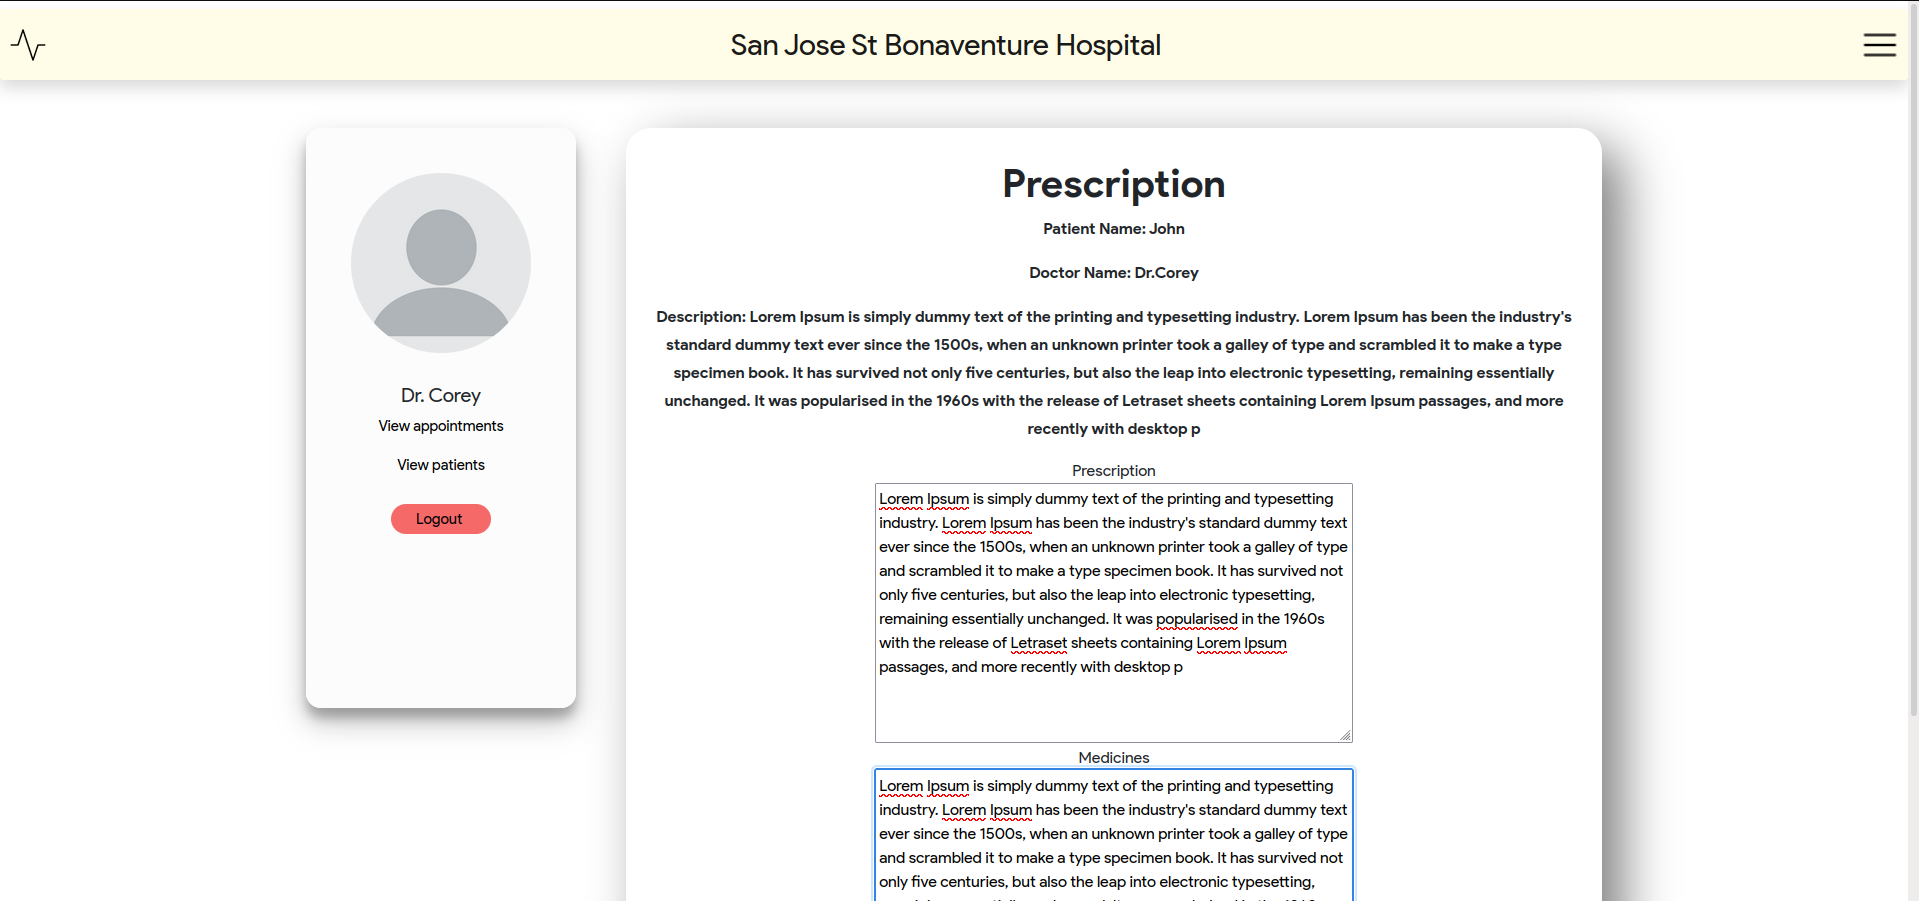 San Jose St Bonaventure Hospital
Dr. Corey
View appointments
View patients
Logout
Prescription
Patient Name: John
Doctor Name: Dr.Corey
Description: Lorem Ipsum is simply dummy text of the printing and typesetting industry. Lorem Ipsum has been the industry's
standard dummy text ever since the 1500s, when an unknown printer took a galley of type and scrambled it to make a type
specimen book. It has survived not only five centuries, but also the leap into electronic typesetting, remaining essentially
unchanged. It was popularised in the 1960s with the release of Letraset sheets containing Lorem Ipsum passages, and more
recently with desktop p
Prescription
Lorem Ipsum is simply dummy text of the printing and typesetting
industry. Lorem Ipsum has been the industry's standard dummy text
ever since the 1500s, when an unknown printer took a galley of type
and scrambled it to make a type specimen book. It has survived not
only five centuries, but also the leap into electronic typesetting,
remaining essentially unchanged. It was popularised in the 1960s
with the release of Letraset sheets containing Lorem Ipsum
passages, and more recently with desktop p
Medicines
Lorem Ipsum is simply dummy text of the printing and typesetting
industry. Lorem Ipsum has been the industry's standard dummy text
ever since the 1500s, when an unknown printer took a galley of type
and scrambled it to make a type specimen book. It has survived not
only five centuries, but also the leap into electronic typesetting,